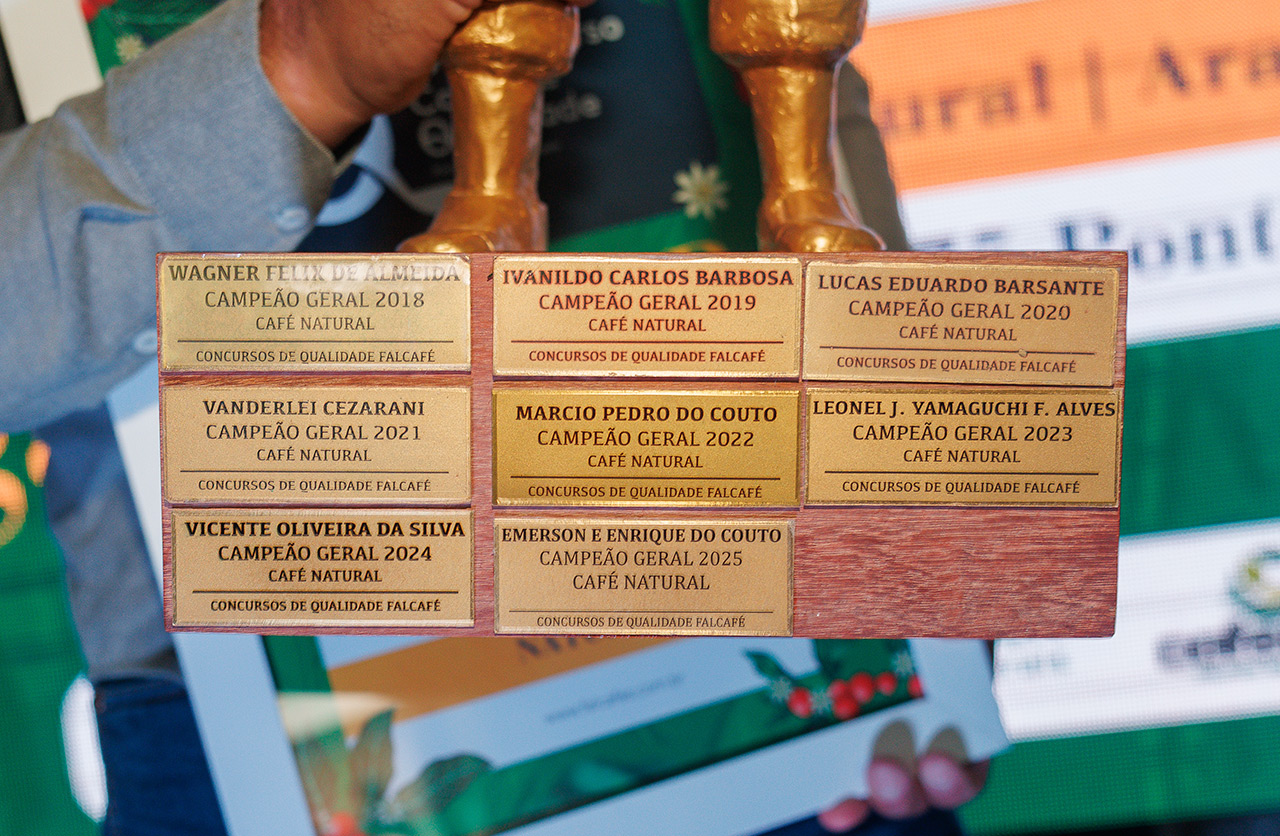 ural | Ara
WAGNER FELIX DE ALMEIDA
CAMPEÃO GERAL 2018
CAFÉ NATURAL
CONCURSOS DE QUALIDADE FALCAFÉ
IVANILDO CARLOS BARBOSA
CAMPEÃO GERAL 2019
CAFÉ NATURAL
CONCURSOS DE QUALIDADE FALCAFÉ
LUCAS EDUARDO BARSANTE
CAMPEÃO GERAL 2020
CAFÉ NATURAL
CONCURSOS DE QUALIDADE FALCAFÉ
VANDERLEI CEZARANI
CAMPEÃO GERAL 2021
CAFÉ NATURAL
CONCURSOS DE QUALIDADE FALCAFÉ
MARCIO PEDRO DO COUTO
CAMPEÃO GERAL 2022
CAFÉ NATURAL
CONCURSOS DE QUALIDADE FALCAFÉ
LEONEL J. YAMAGUCHI F. ALVES
CAMPEÃO GERAL 2023
CAFÉ NATURAL
CONCURSOS DE QUALIDADE FALCAFÉ
VICENTE OLIVEIRA DA SILVA
CAMPEÃO GERAL 2024
CAFÉ NATURAL
CONCURSOS DE QUALIDADE FALCAFÉ
EMERSON E ENRIQUE DO COUTO
CAMPEÃO GERAL 2025
CAFÉ NATURAL
CONCURSOS DE QUALIDADE FALCAFÉ